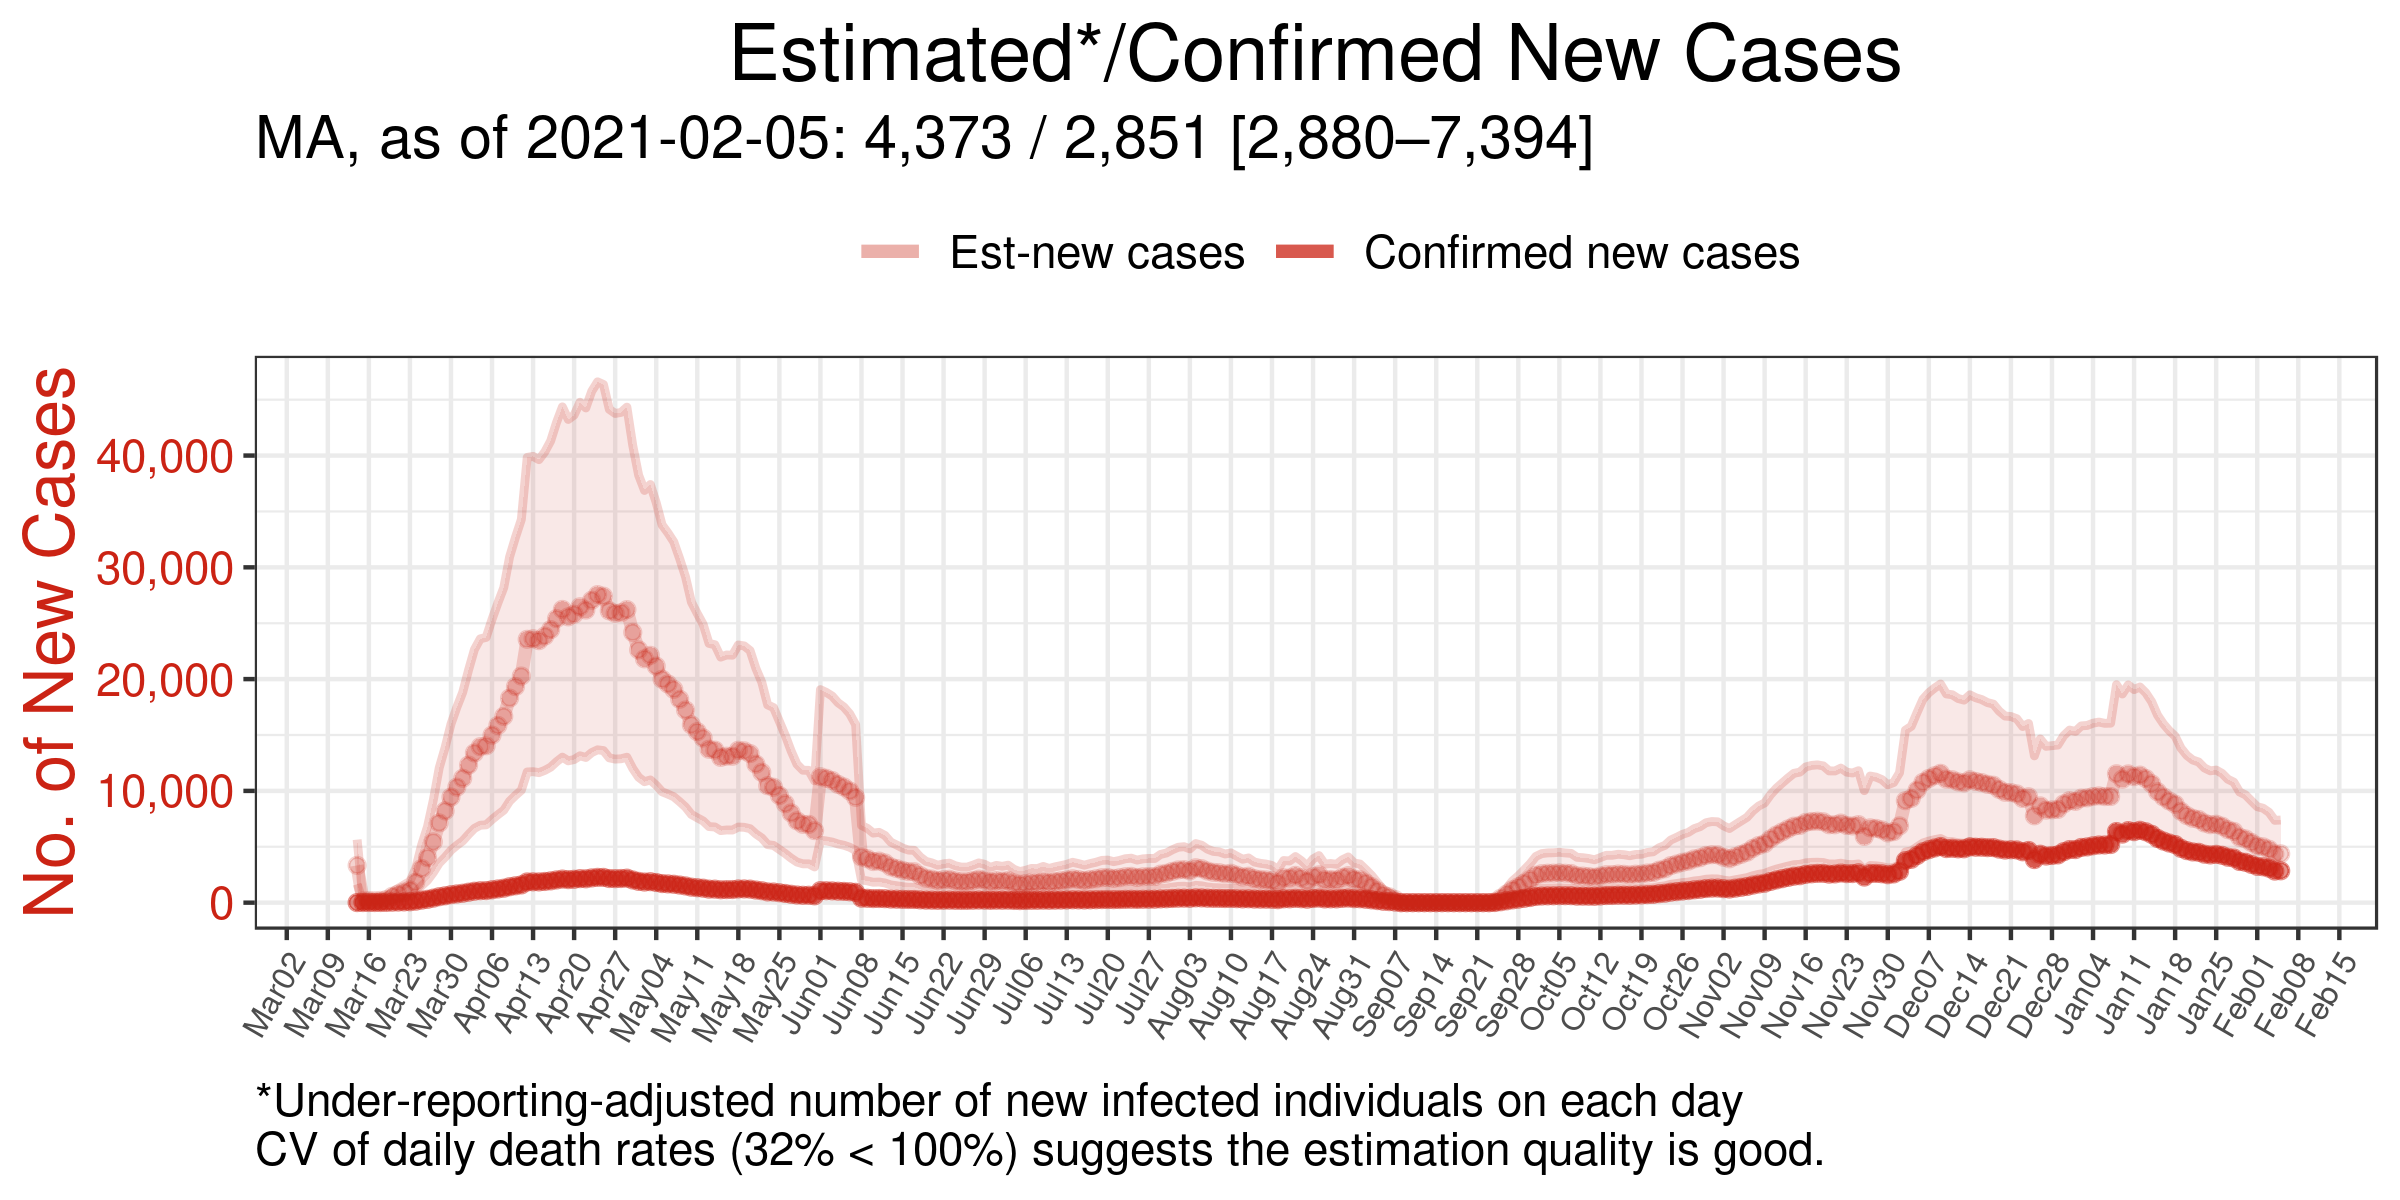 Estimated*/Confirmed New Cases
MA, as of 2021-02-05: 4,373 / 2,851 [2,880–7,394]
Est-new cases Confirmed new cases
No. of New Cases
40,000
30,000
20,000
10,000
0
Mar02 Mar09 Mar16 Mar23 Mar30 Apr06 Apr13 Apr20 Apr27 May04 May11 May18 May25 Jun01 Jun08 Jun15 Jun22 Jun29 Jul06 Jul13 Jul20 Jul27 Aug03 Aug10 Aug17 Aug24 Aug31 Sep07 Sep14 Sep21 Sep28 Oct05 Oct12 Oct19 Oct26 Nov02 Nov09 Nov16 Nov23 Nov30 Dec07 Dec14 Dec21 Dec28 Jan04 Jan11 Jan18 Jan25 Feb01 Feb08 Feb15
*Under-reporting-adjusted number of new infected individuals on each day
CV of daily death rates (32% < 100%) suggests the estimation quality is good.